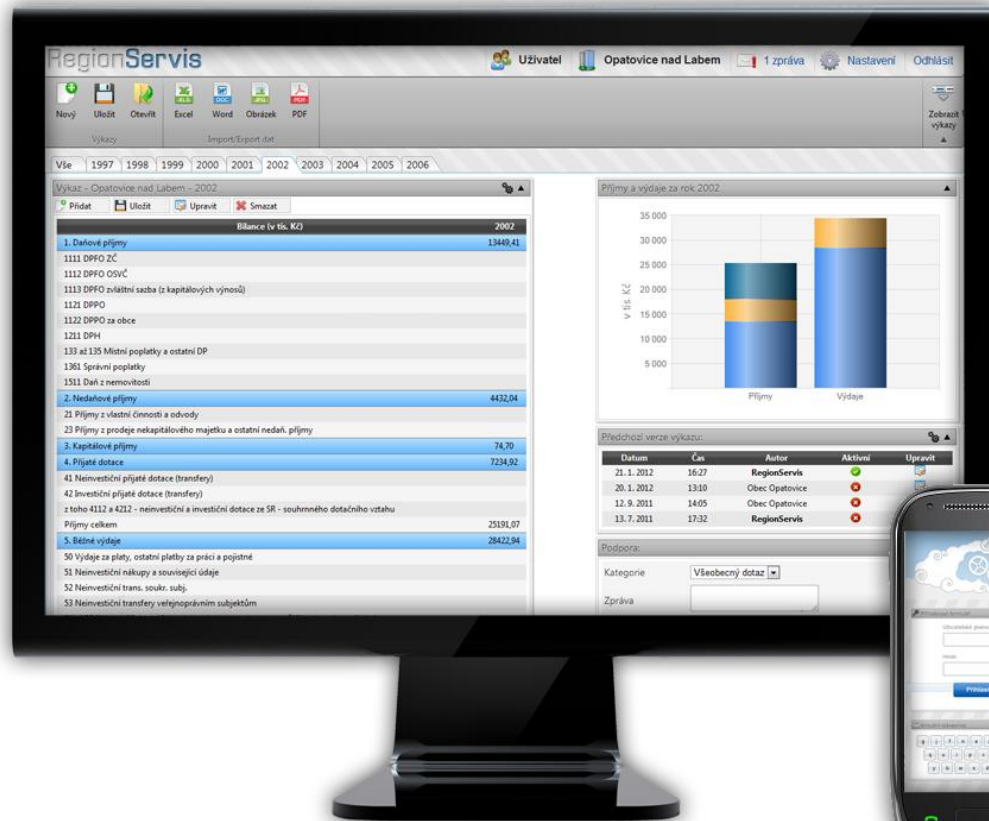 RegionServis
Uživatel Opatovice nad Labem 1 zpráva Nastavení Odhlásit
Nový Uložit Otevřít Excel Word Obrázek PDF Zobrazit výkazy
Výkazy Import/Export dat
Vše 1997 1998 1999 2000 2001 2002 2003 2004 2005 2006
Výkaz - Opatovice nad Labem - 2002
Přidat Uložit Upravit Smazat
Bilance (v tis. Kč) 2002
1. Daňové příjmy 13449,41
1111 DPFO ZČ
1112 DPFO OSVČ
1113 DPFO zvláštní sazba (z kapitálových výnosů)
1121 DPPO
1122 DPPO za obce
1211 DPH
133 až 135 Místní poplatky a ostatní DP
1361 Správní poplatky
1511 Daň z nemovitosti
2. Nedaňové příjmy 4432,04
21 Příjmy z vlastní činnosti a odvody
23 Příjmy z prodeje nekapitálového majetku a ostatní nedaň. příjmy
3. Kapitálové příjmy 74,70
4. Přijaté dotace 7234,92
41 Neinvestiční přijaté dotace (transfery)
42 Investiční přijaté dotace (transfery)
z toho 4112 a 4212 - neinvestiční a investiční dotace ze SR - souhrnného dotačního vztahu
Příjmy celkem 25191,07
5. Běžné výdaje 28422,94
50 Výdaje za platy, ostatní platby za práci a pojistné
51 Neinvestiční nákupy a související údaje
52 Neinvestiční trans. soukr. subj.
53 Neinvestiční transfery veřejnoprávním subjektům
Příjmy a výdaje za rok 2002
35 000
30 000
25 000
20 000
15 000
10 000
5 000
v tis. Kč
Příjmy Výdaje
Předchozí verze výkazu:
Datum Čas Autor Aktivní Upravit
21. 1. 2012 16:27 RegionServis
20. 1. 2012 13:10 Obec Opatovice
12. 9. 2011 14:05 Obec Opatovice
13. 7. 2011 17:32 RegionServis
Podpora:
Kategorie Všeobecný dotaz
Zpráva